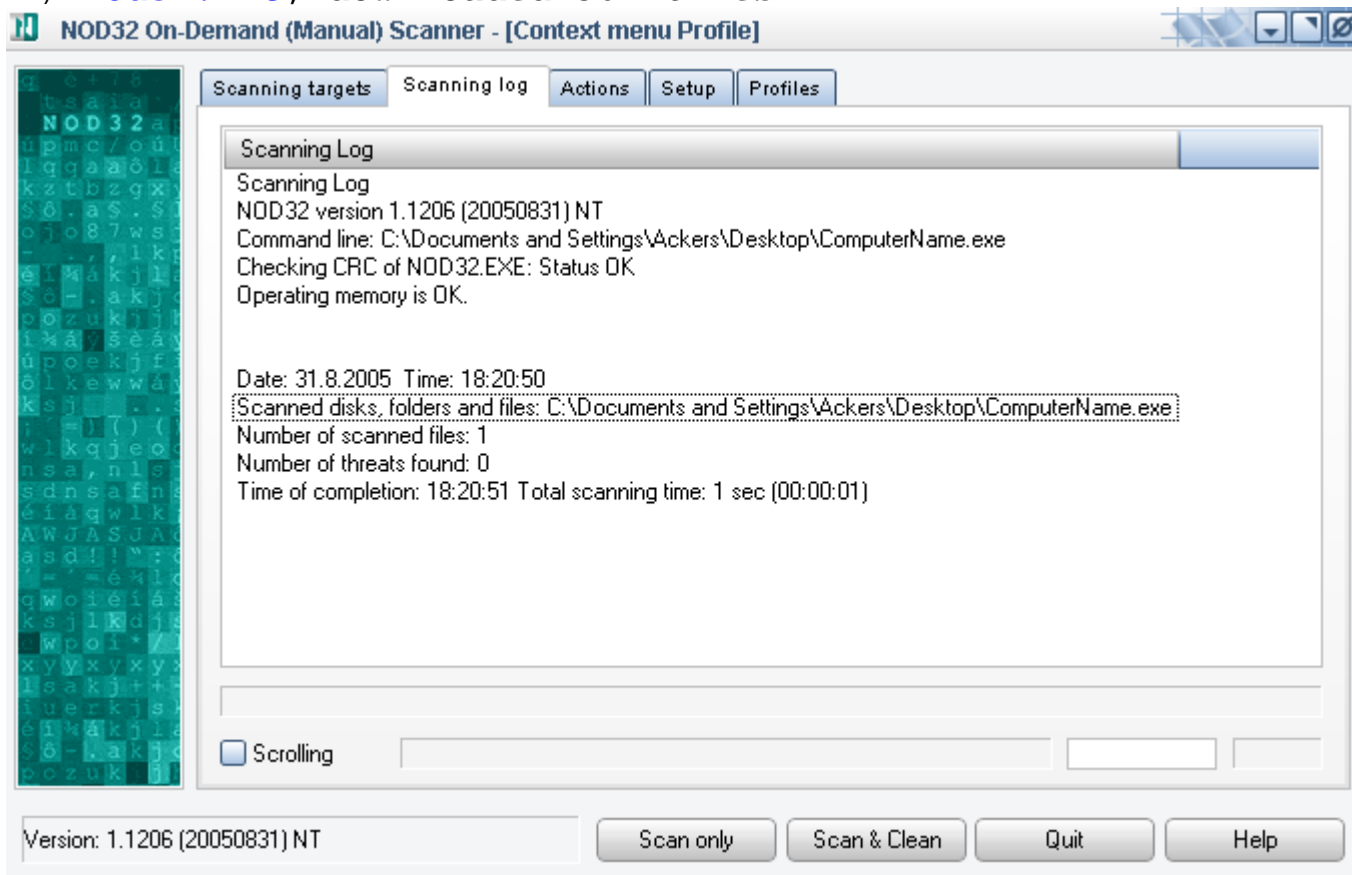 NOD32 On-Demand (Manual) Scanner - [Context menu Profile]
Scanning targets Scanning log Actions Setup Profiles
NOD32
Scanning Log
Scanning Log
NOD32 version 1.1206 (20050831) NT
Command line: C:\Documents and Settings\Ackers\Desktop\ComputerName.exe
Checking CRC of NOD32.EXE: Status OK
Operating memory is OK.
Date: 31.8.2005 Time: 18:20:50
Scanned disks, folders and files: C:\Documents and Settings\Ackers\Desktop\ComputerName.exe
Number of scanned files: 1
Number of threats found: 0
Time of completion: 18:20:51 Total scanning time: 1 sec (00:00:01)
Scrolling
Version: 1.1206 (20050831) NT
Scan only Scan & Clean Quit Help